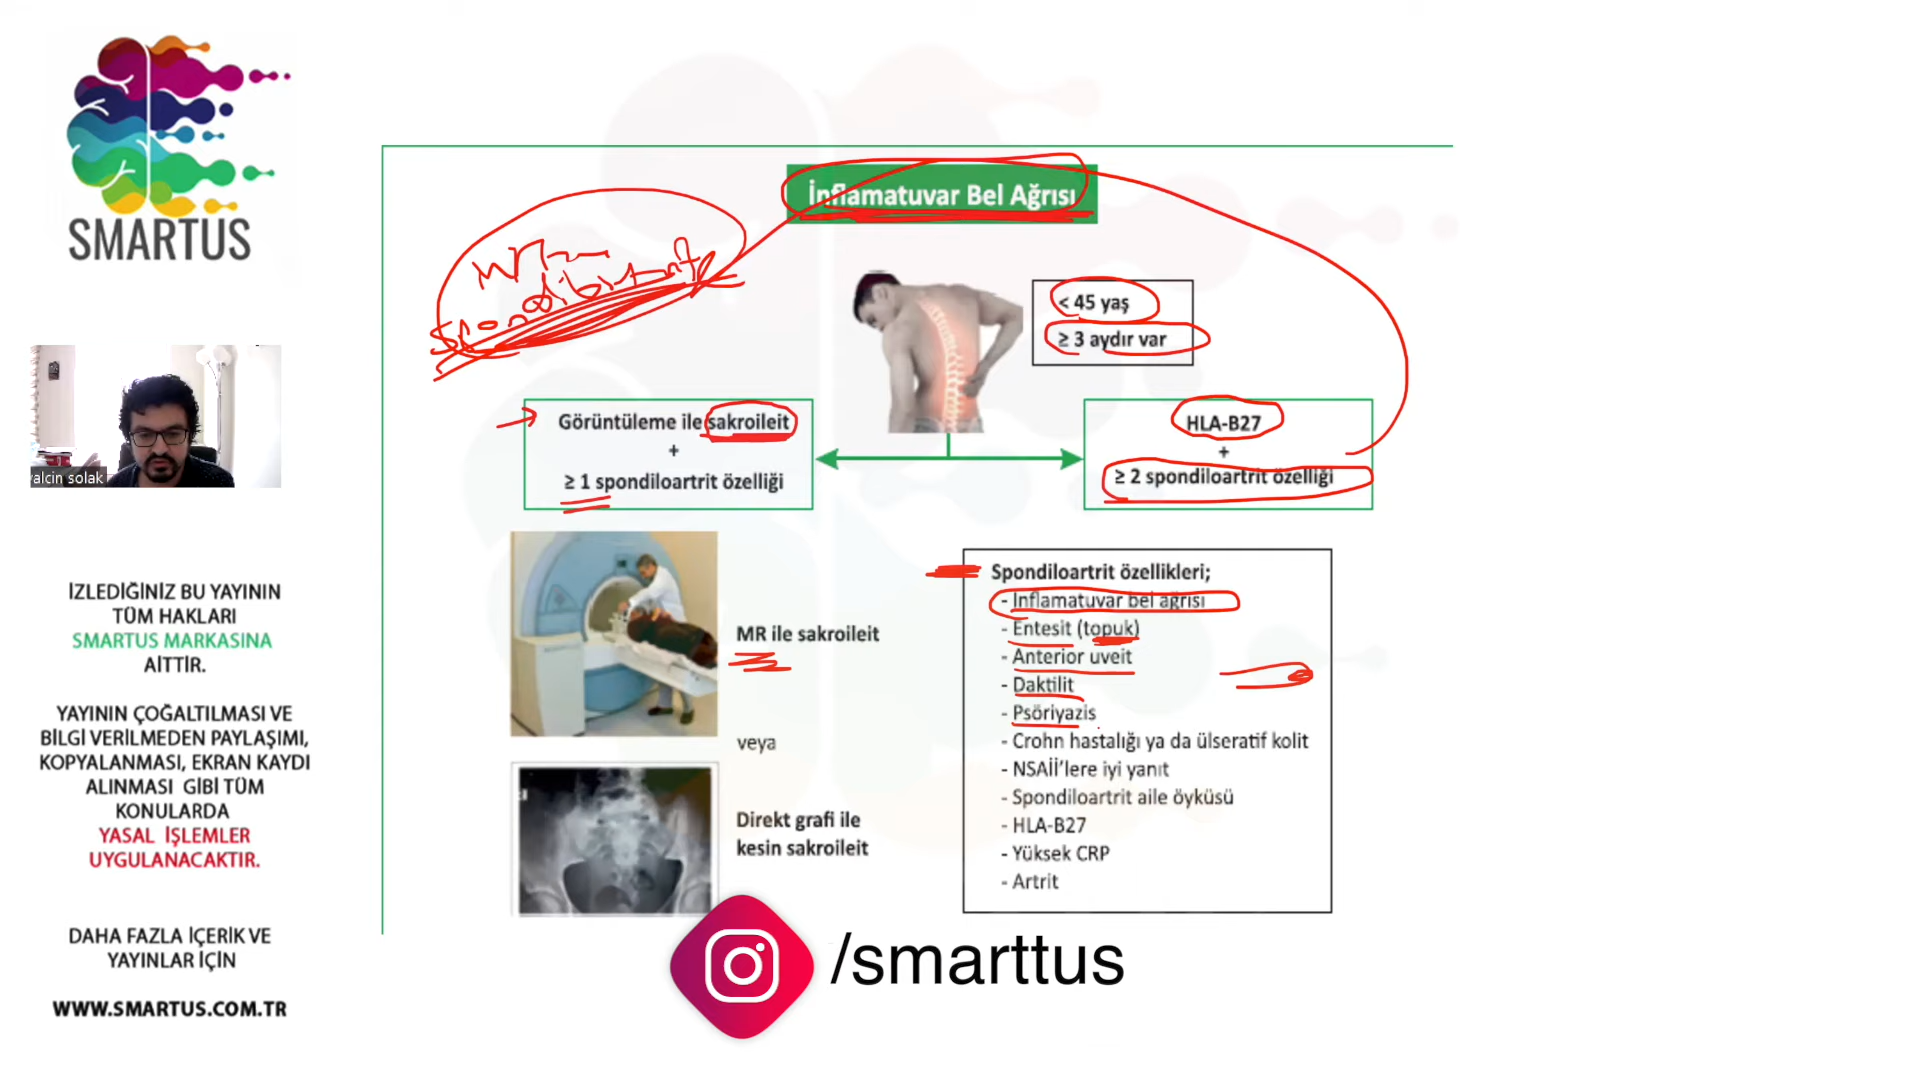 SMARTUS
İnflamatuvar Bel Ağrısı
< 45 yaş
≥ 3 aydır var
Görüntüleme ile sakroileit
+
≥ 1 spondiloartrit özelliği
HLA-B27
+
≥ 2 spondiloartrit özelliği
yalcin solak
MR ile sakroileit
veya
Direkt grafi ile
kesin sakroileit
Spondiloartrit özellikleri;
- İnflamatuvar bel ağrısı
- Entesit (topuk)
- Anterior uveit
- Daktilit
- Psöriyazis
- Crohn hastalığı ya da ülseratif kolit
- NSAİİ'lere iyi yanıt
- Spondiloartrit aile öyküsü
- HLA-B27
- Yüksek CRP
- Artrit
İZLEDİĞİNİZ BU YAYININ
TÜM HAKLARI
SMARTUS MARKASINA
AİTTİR.
YAYININ ÇOĞALTILMASI VE
BİLGİ VERİLMEDEN PAYLAŞIMI,
KOPYALANMASI, EKRAN KAYDI
ALINMASI GİBİ TÜM
KONULARDA
YASAL İŞLEMLER
UYGULANACAKTIR.
DAHA FAZLA İÇERİK VE
YAYINLAR İÇİN
WWW.SMARTUS.COM.TR
/smarttus